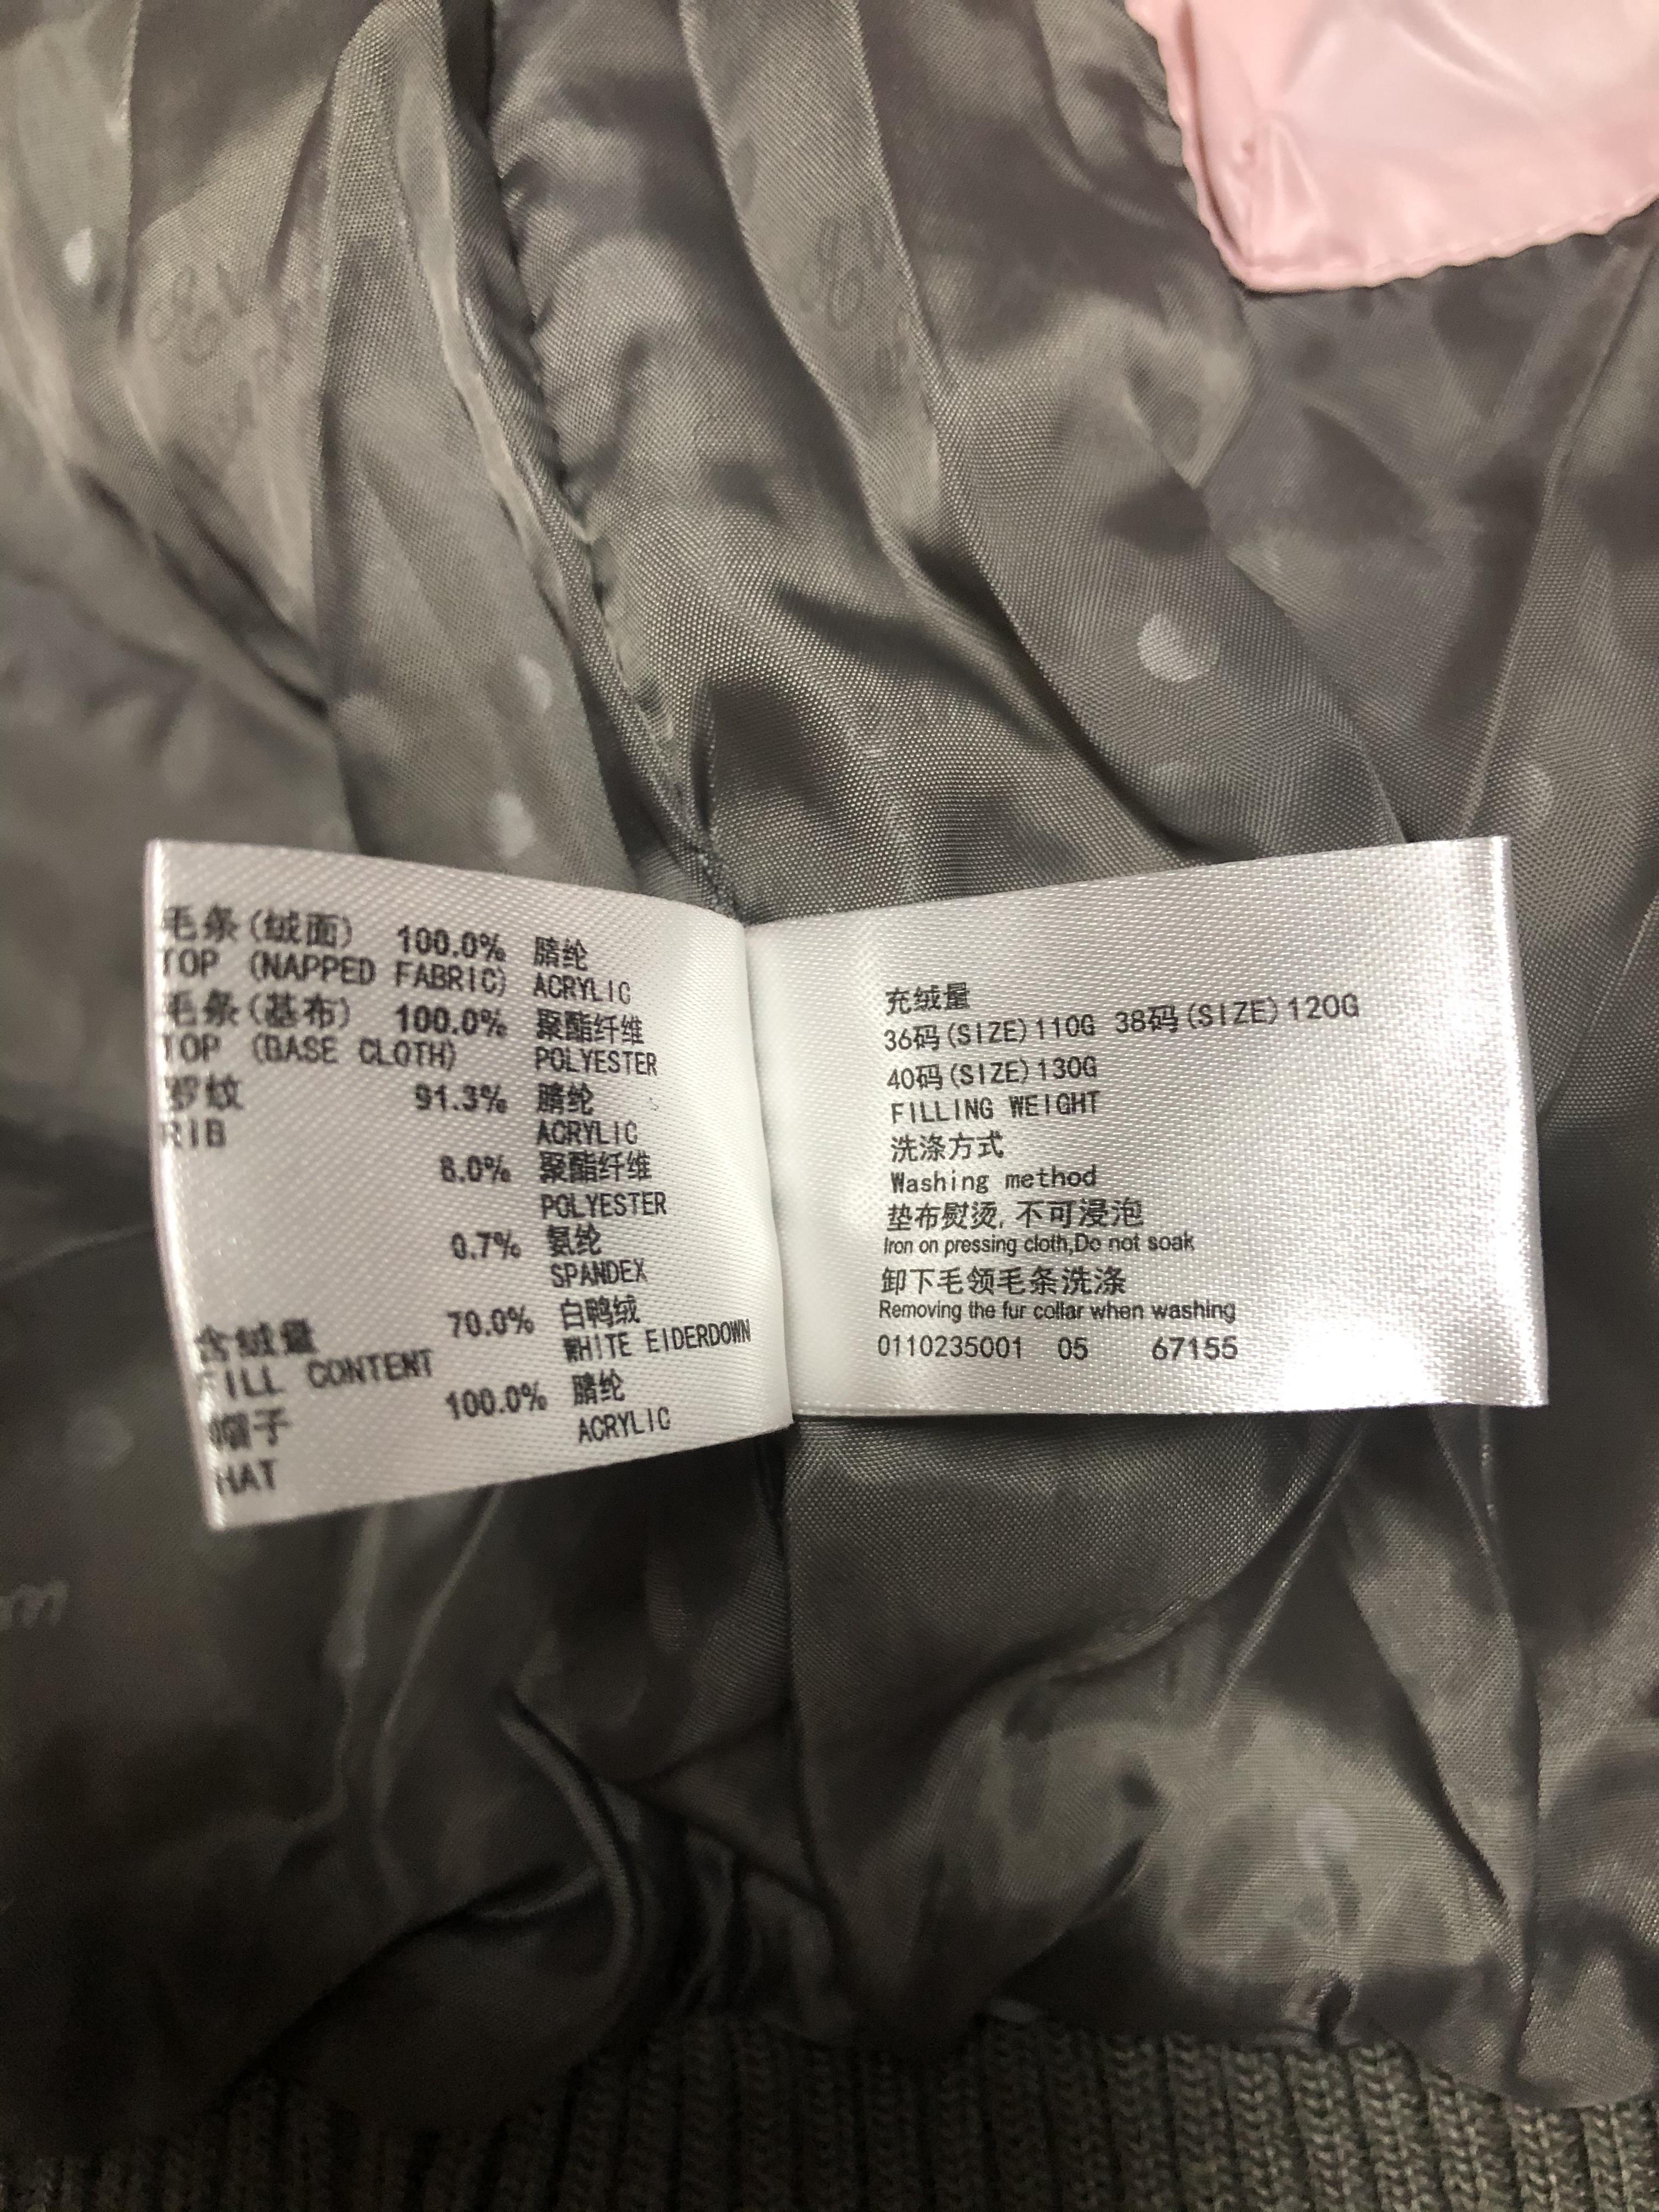 毛条(绒面) 100.0% 腈纶
TOP (NAPPED FABRIC) ACRYLIC
毛条(基布) 100.0% 聚酯纤维
TOP (BASE CLOTH) POLYESTER
罗纹 91.3% 腈纶
RIB ACRYLIC
8.0% 聚酯纤维
POLYESTER
0.7% 氨纶
SPANDEX
含绒量 70.0% 白鸭绒
FILL CONTENT WHITE EIDERDOWN
帽子 100.0% 腈纶
HAT ACRYLIC
充绒量
36码(SIZE)110G 38码(SIZE)120G
40码(SIZE)130G
FILLING WEIGHT
洗涤方式
Washing method
垫布熨烫,不可浸泡
Iron on pressing cloth,Do not soak
卸下毛领毛条洗涤
Removing the fur collar when washing
0110235001 05 67155